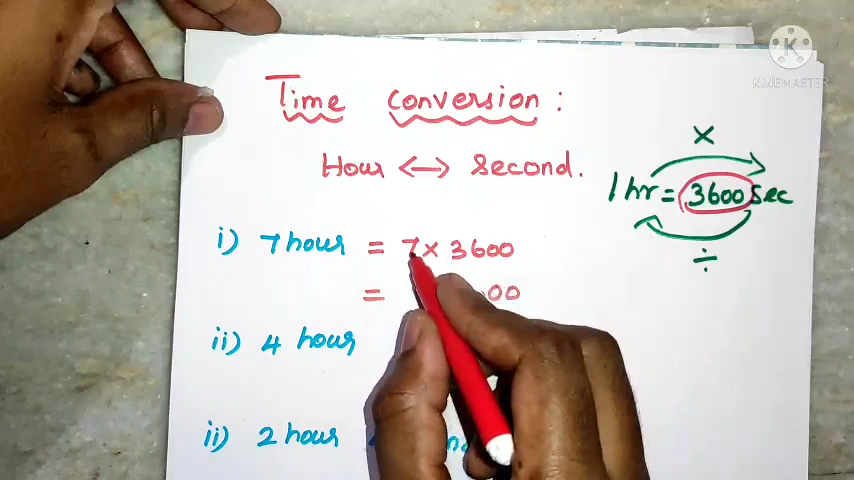 Time conversion :
Hour ↔ Second.
1 hr = 3600 sec
×
÷
i) 7 hour = 7 × 3600
= 00
ii) 4 hour
ii) 2 hour
KINEMASTER